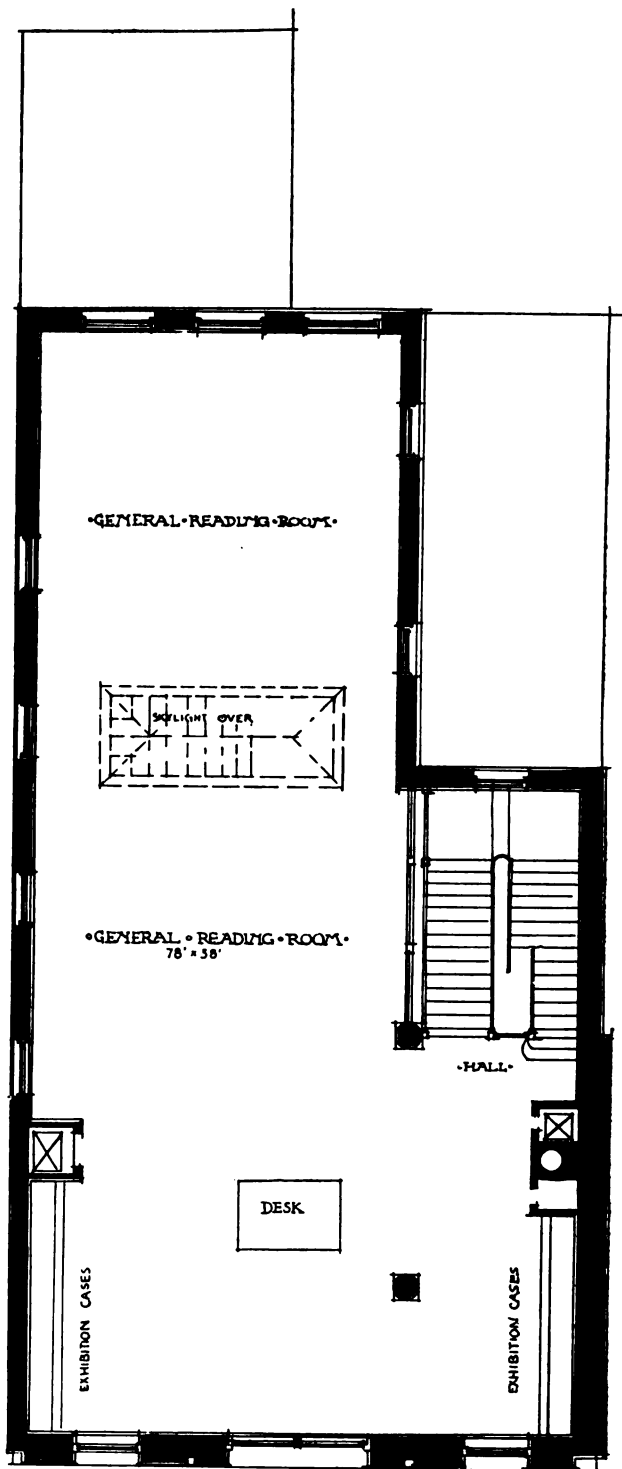 •GENERAL•READING•ROOM•
SKYLIGHT OVER
•GENERAL•READING•ROOM•
78' x 38'
•HALL•
DESK
EXHIBITION CASES
EXHIBITION CASES